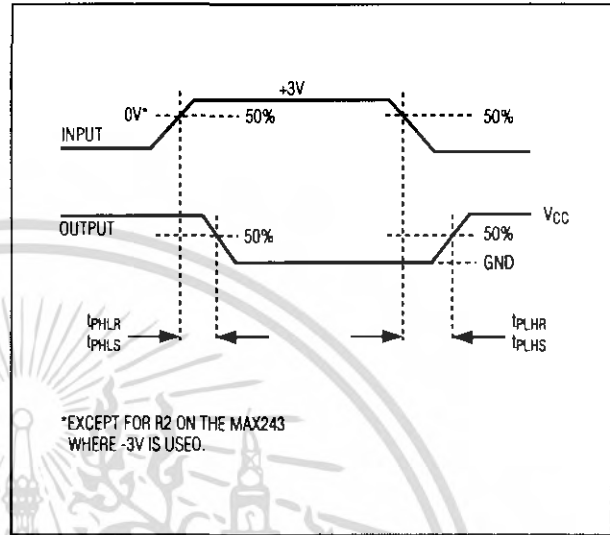 +3V
0V* 50% 50%
INPUT
VCC
OUTPUT 50% 50%
GND
tPHLR tPLHR
tPHLS tPLHS
*EXCEPT FOR R2 ON THE MAX243
WHERE -3V IS USED.